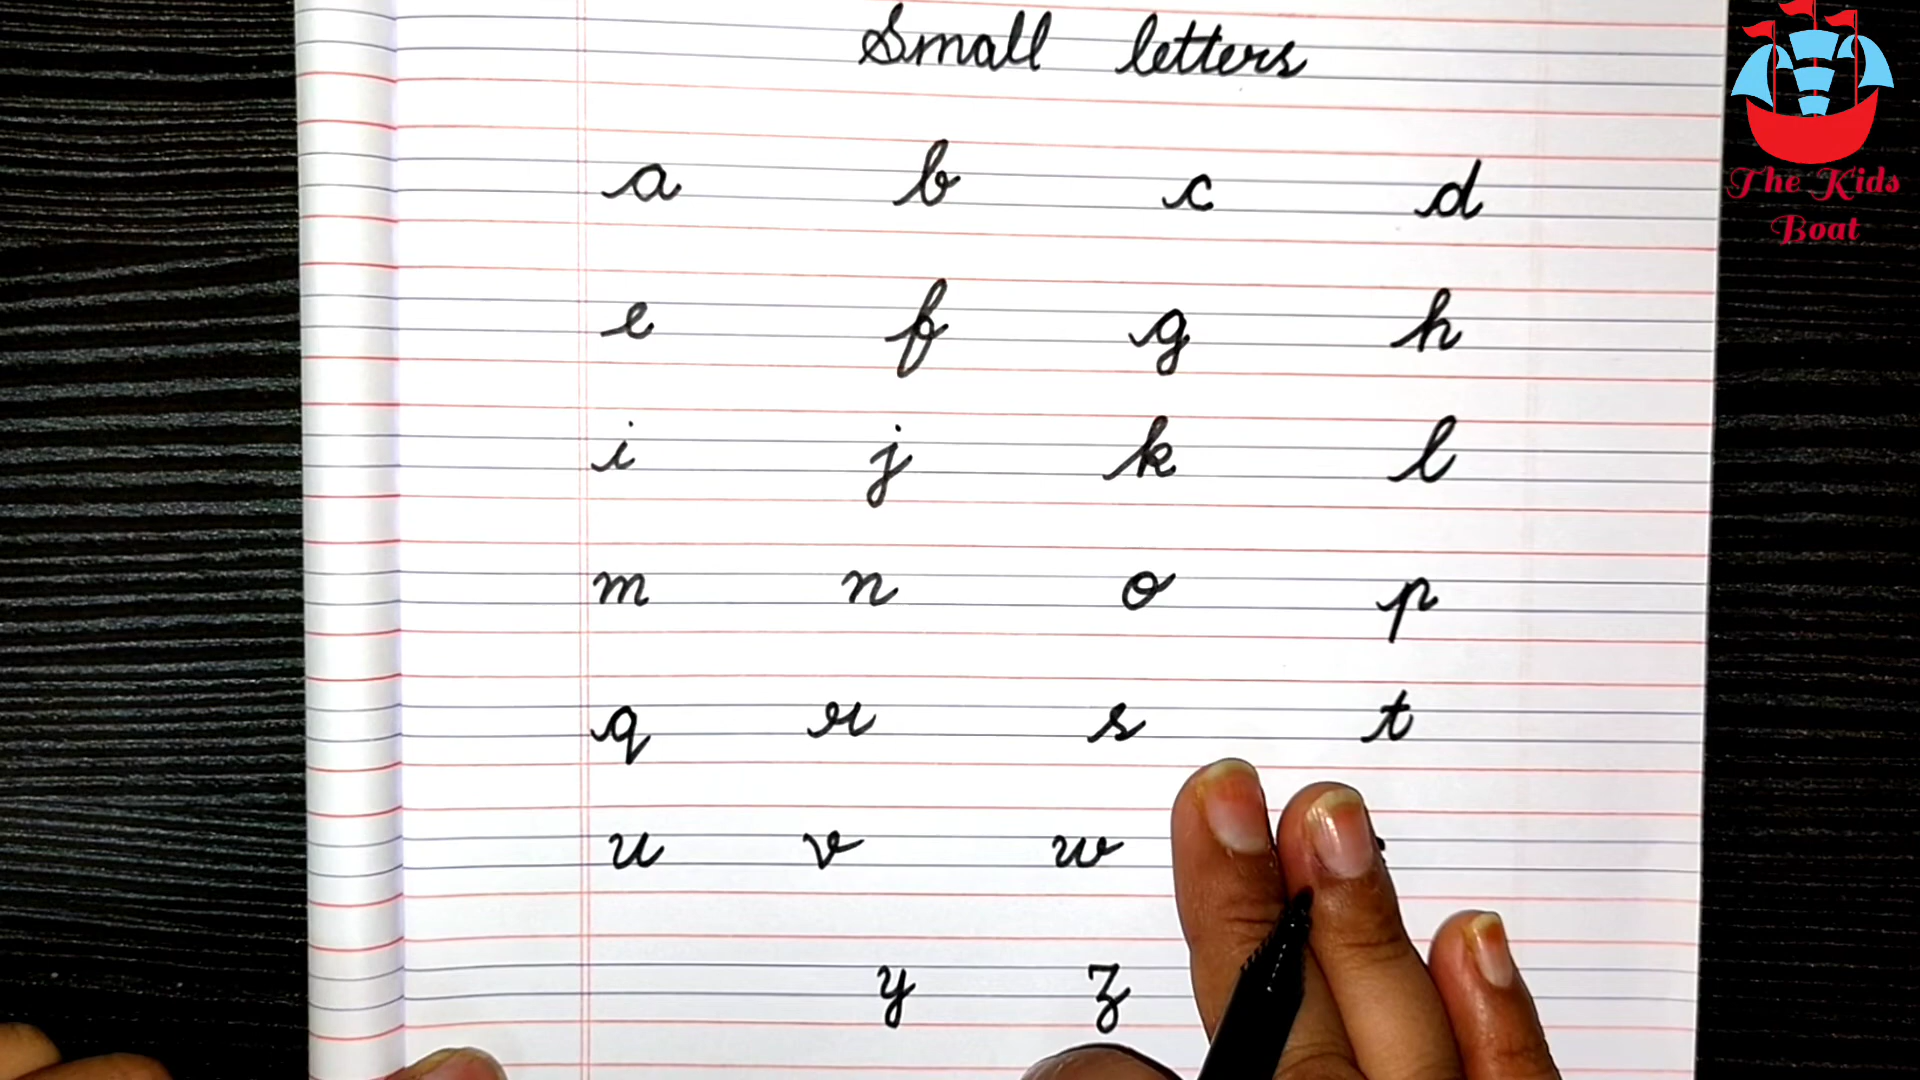 Small letters
The Kids
Boat
a b c d
e f g h
i j k l
m n o p
q r s t
u v w
y z